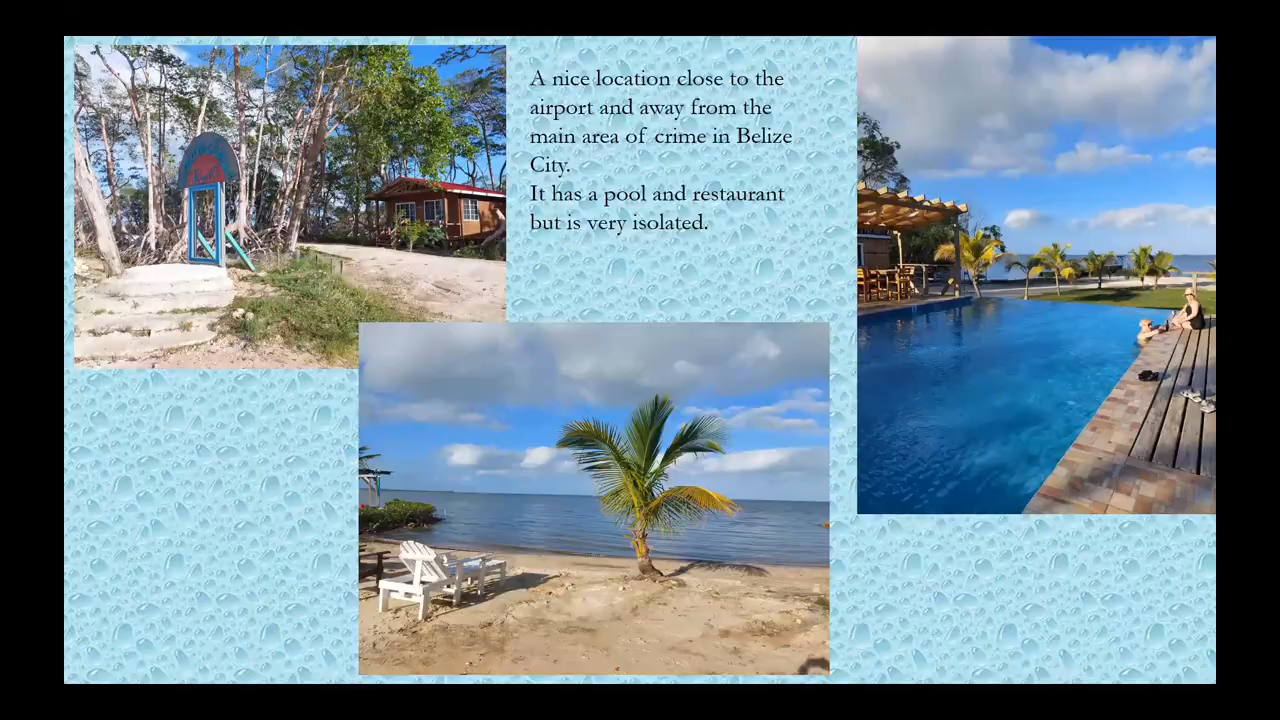 A nice location close to the
airport and away from the
main area of crime in Belize
City.
It has a pool and restaurant
but is very isolated.